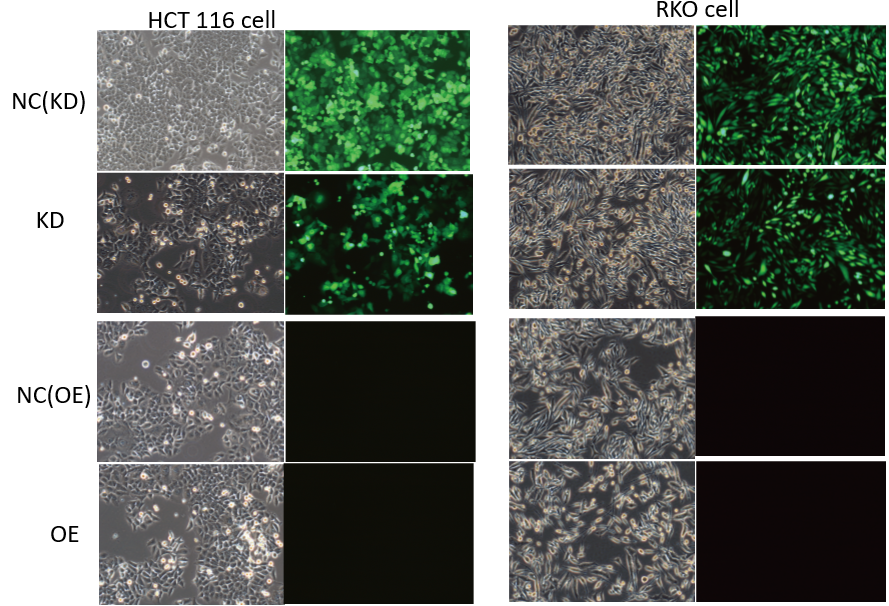 HCT 116 cell
RKO cell
NC(KD)
KD
NC(OE)
OE